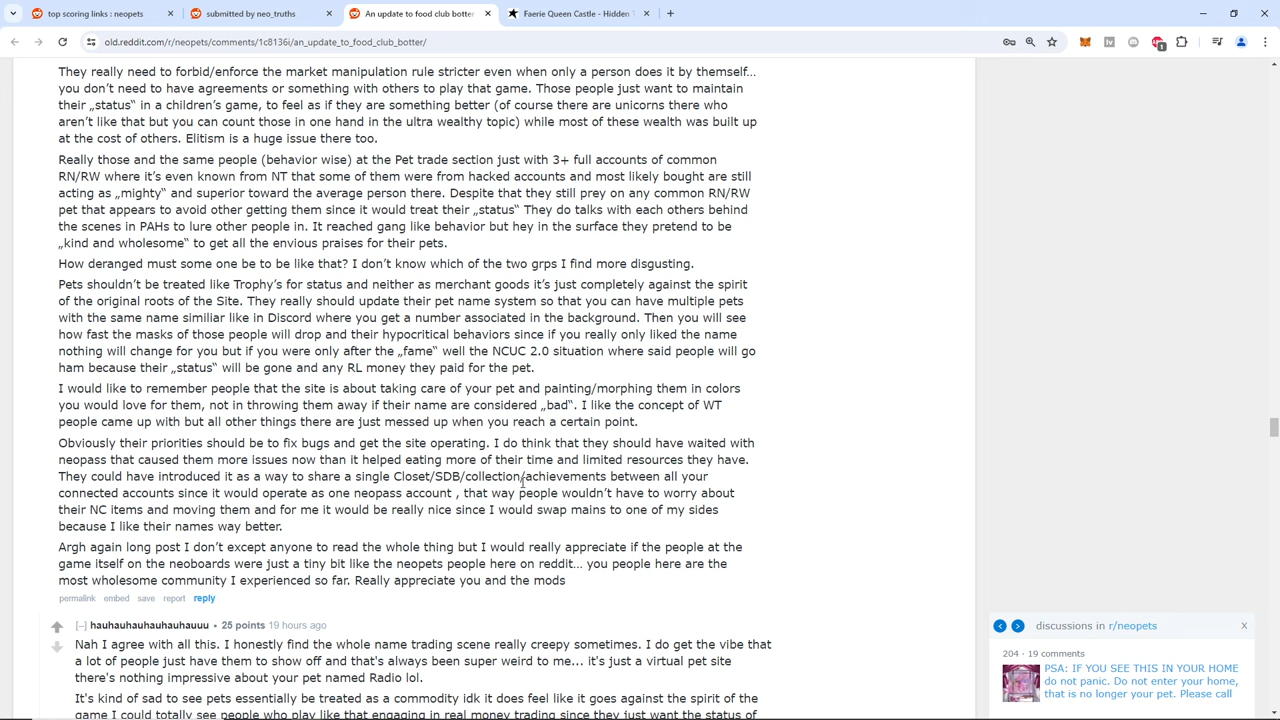 top scoring links : neopets
submitted by neo_truths
An update to food club botter
Faerie Queen Castle - Hidden T
old.reddit.com/r/neopets/comments/1c8136i/an_update_to_food_club_botter/
1
They really need to forbid/enforce the market manipulation rule stricter even when only a person does it by themself…
you don't need to have agreements or something with others to play that game. Those people just want to maintain
their „status" in a children's game, to feel as if they are something better (of course there are unicorns there who
aren't like that but you can count those in one hand in the ultra wealthy topic) while most of these wealth was built up
at the cost of others. Elitism is a huge issue there too.
Really those and the same people (behavior wise) at the Pet trade section just with 3+ full accounts of common
RN/RW where it's even known from NT that some of them were from hacked accounts and most likely bought are still
acting as „mighty" and superior toward the average person there. Despite that they still prey on any common RN/RW
pet that appears to avoid other getting them since it would treat their „status" They do talks with each others behind
the scenes in PAHs to lure other people in. It reached gang like behavior but hey in the surface they pretend to be
„kind and wholesome" to get all the envious praises for their pets.
How deranged must some one be to be like that? I don't know which of the two grps I find more disgusting.
Pets shouldn't be treated like Trophy's for status and neither as merchant goods it's just completely against the spirit
of the original roots of the Site. They really should update their pet name system so that you can have multiple pets
with the same name similiar like in Discord where you get a number associated in the background. Then you will see
how fast the masks of those people will drop and their hypocritical behaviors since if you really only liked the name
nothing will change for you but if you were only after the „fame" well the NCUC 2.0 situation where said people will go
ham because their „status" will be gone and any RL money they paid for the pet.
I would like to remember people that the site is about taking care of your pet and painting/morphing them in colors
you would love for them, not in throwing them away if their name are considered „bad". I like the concept of WT
people came up with but all other things there are just messed up when you reach a certain point.
Obviously their priorities should be to fix bugs and get the site operating. I do think that they should have waited with
neopass that caused them more issues now than it helped eating more of their time and limited resources they have.
They could have introduced it as a way to share a single Closet/SDB/collection/achievements between all your
connected accounts since it would operate as one neopass account , that way people wouldn't have to worry about
their NC items and moving them and for me it would be really nice since I would swap mains to one of my sides
because I like their names way better.
Argh again long post I don't except anyone to read the whole thing but I would really appreciate if the people at the
game itself on the neoboards were just a tiny bit like the neopets people here on reddit… you people here are the
most wholesome community I experienced so far. Really appreciate you and the mods
permalink embed save report reply
[–] hauhauhauhauhauhauuu • 25 points 19 hours ago
Nah I agree with all this. I honestly find the whole name trading scene really creepy sometimes. I do get the vibe that
a lot of people just have them to show off and that's always been super weird to me... it's just a virtual pet site
there's nothing impressive about your pet named Radio lol.
It's kind of sad to see pets essentially be treated as a commodity idk it does feel like it goes against the spirit of the
game I could totally see people who play like that engaging in real money trading since they just want the status of
discussions in r/neopets X
204 · 19 comments
PSA: IF YOU SEE THIS IN YOUR HOME
do not panic. Do not enter your home,
that is no longer your pet. Please call